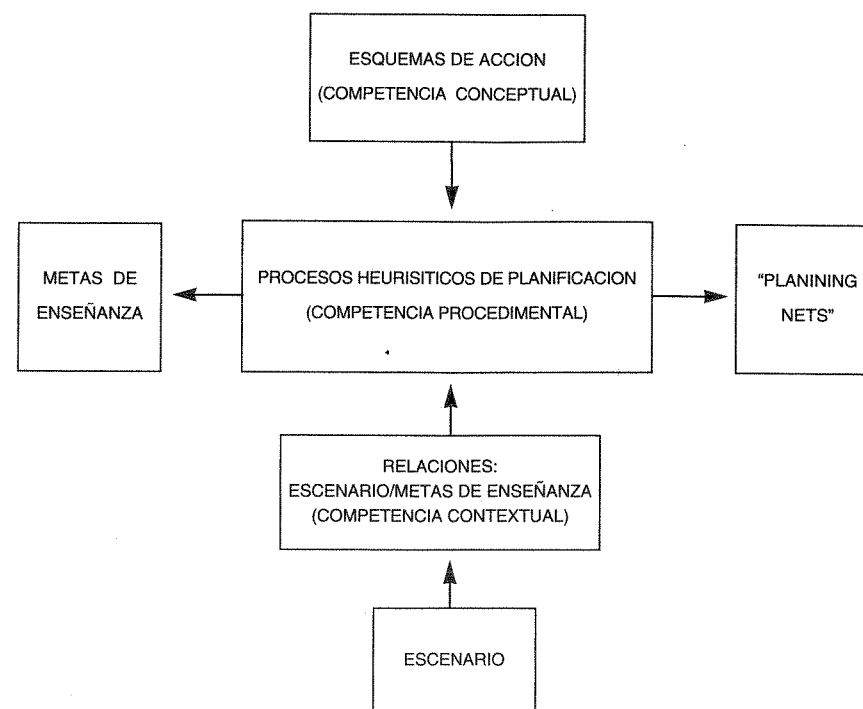 ESQUEMAS DE ACCION
(COMPETENCIA CONCEPTUAL)
METAS DE
ENSEÑANZA
PROCESOS HEURISITICOS DE PLANIFICACION
(COMPETENCIA PROCEDIMENTAL)
“PLANINING
NETS”
RELACIONES:
ESCENARIO/METAS DE ENSEÑANZA
(COMPETENCIA CONTEXTUAL)
ESCENARIO